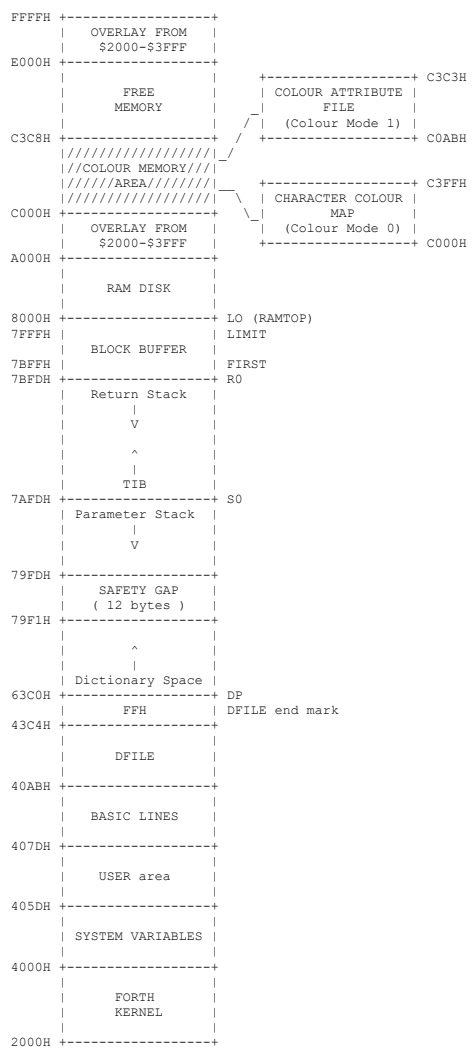 FFFFH +------------------+
      |   OVERLAY FROM   |
      |    $2000-$3FFF   |
E000H +------------------+
      |                  |     +------------------+ C3C3H
      |       FREE       |     | COLOUR ATTRIBUTE |
      |      MEMORY      |    _|       FILE       |
      |                  |   / |  (Colour Mode 1) |
C3C8H +------------------+  /  +------------------+ C0ABH
      |//////////////////|_/
      |//COLOUR MEMORY///|
      |//////AREA////////|__   +------------------+ C3FFH
      |//////////////////|  \  | CHARACTER COLOUR |
C000H +------------------+   \_|       MAP        |
      |   OVERLAY FROM   |     |  (Colour Mode 0) |
      |    $2000-$3FFF   |     +------------------+ C000H
A000H +------------------+
      |                  |
      |     RAM DISK     |
      |                  |
8000H +------------------+ LO (RAMTOP)
7FFFH |                  | LIMIT
      |   BLOCK BUFFER   |
7BFFH |                  | FIRST
7BFDH +------------------+ R0
      |   Return Stack   |
      |        |         |
      |        V         |
      |                  |
      |        ^         |
      |        |         |
      |       TIB        |
7AFDH +------------------+ S0
      | Parameter Stack  |
      |        |         |
      |        V         |
      |                  |
79FDH +------------------+
      |    SAFETY GAP    |
      |   ( 12 bytes )   |
79F1H +------------------+
      |                  |
      |        ^         |
      |        |         |
      | Dictionary Space |
63C0H +------------------+ DP
      |       FFH        | DFILE end mark
43C4H +------------------+
      |                  |
      |      DFILE       |
      |                  |
40ABH +------------------+
      |                  |
      |   BASIC LINES    |
      |                  |
407DH +------------------+
      |                  |
      |    USER area     |
      |                  |
405DH +------------------+
      |                  |
      | SYSTEM VARIABLES |
      |                  |
4000H +------------------+
      |                  |
      |      FORTH       |
      |      KERNEL      |
      |                  |
2000H +------------------+